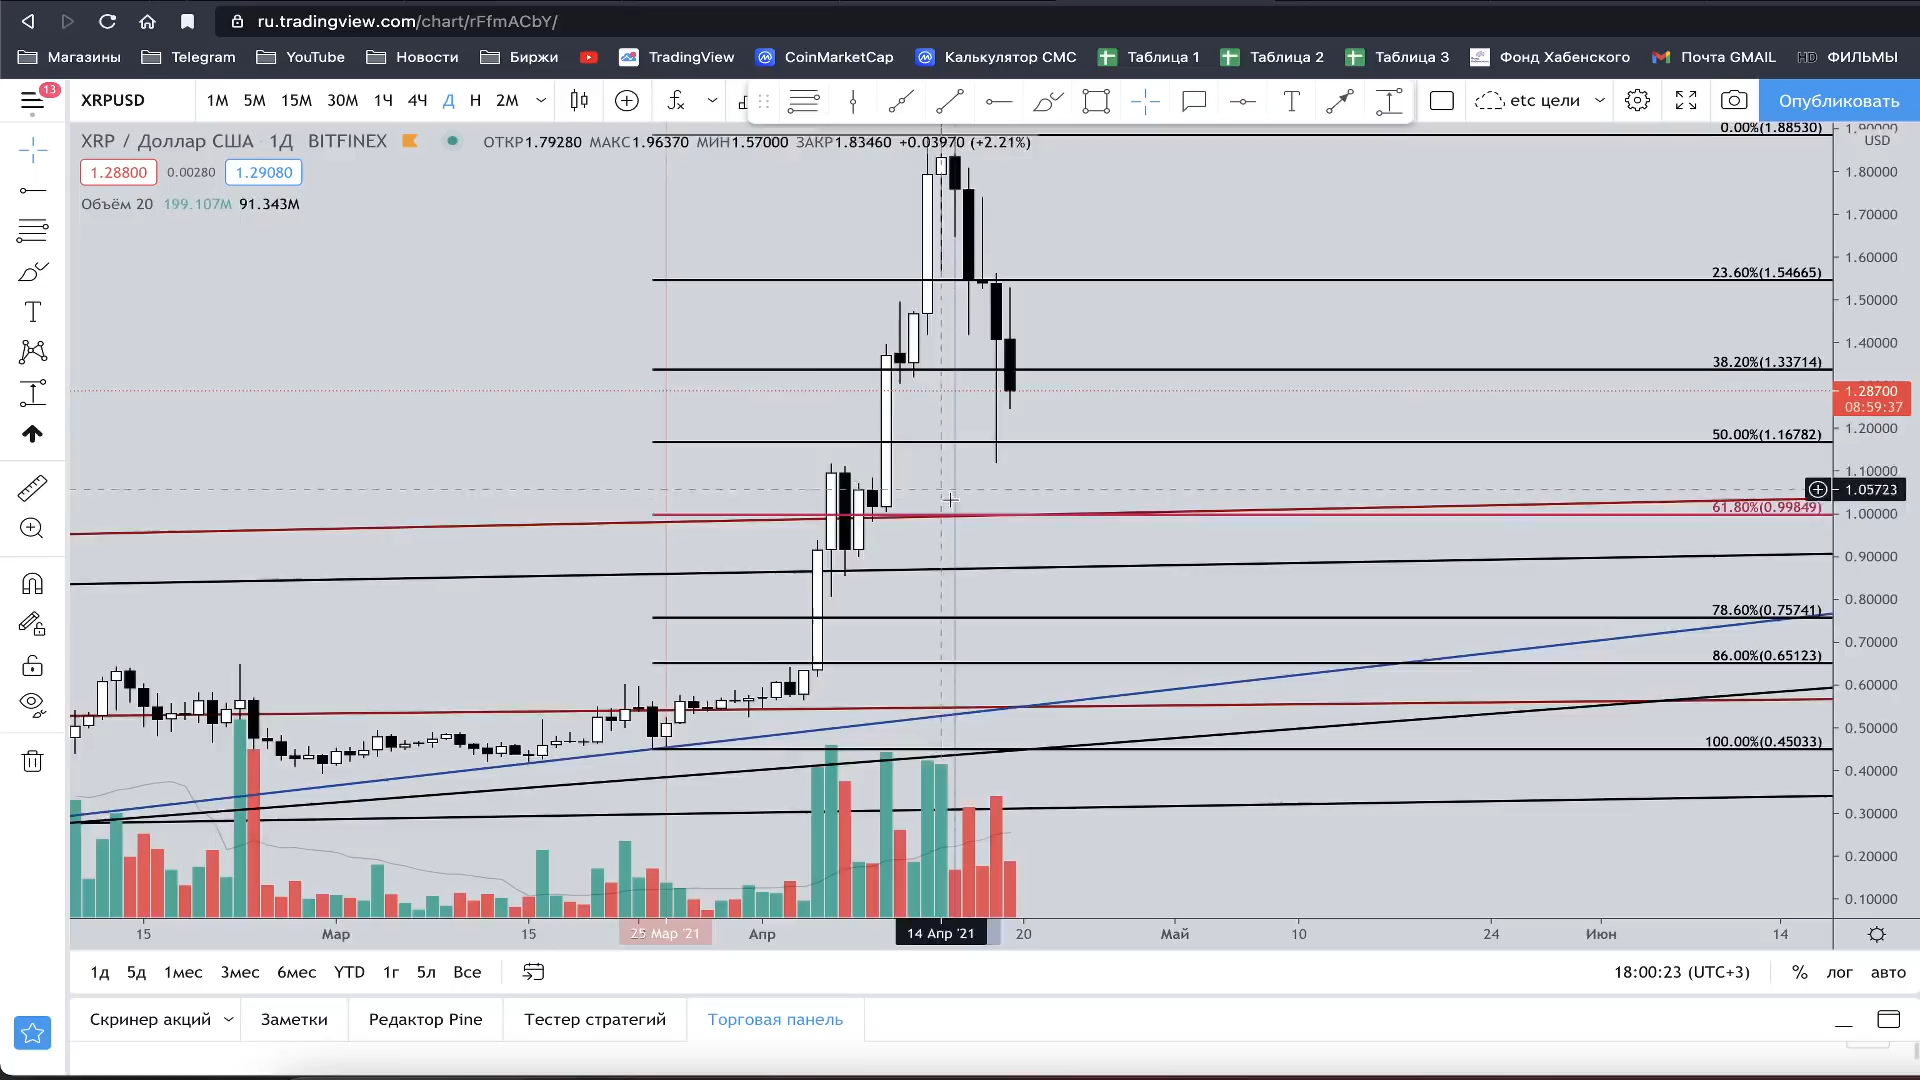 ru.tradingview.com/chart/rFfmACbY/
Магазины Telegram YouTube Новости Биржи TradingView CoinMarketCap Калькулятор СМС Таблица 1 Таблица 2 Таблица 3 Фонд Хабенского Почта GMAIL HD ФИЛЬМЫ
13
XRPUSD 1М 5М 15М 30М 1Ч 4Ч Д Н 2М etc цели Опубликовать
0.00%(1.88530)
XRP / Доллар США 1Д BITFINEX ОТКР1.79280 МАКС1.96370 МИН1.57000 ЗАКР1.83460 +0.03970 (+2.21%)
USD
1.28800 0.00280 1.29080
1.80000
Объём 20 199.107M 91.343M
1.70000
1.60000
23.60%(1.54665)
1.50000
1.40000
38.20%(1.33714)
1.28700
08:59:37
1.20000
50.00%(1.16782)
1.10000
1.05723
61.80%(0.99849)
1.00000
0.90000
0.80000
78.60%(0.75741)
0.70000
86.00%(0.65123)
0.60000
0.50000
100.00%(0.45033)
0.40000
0.30000
0.20000
0.10000
15 Мар 15 25 Мар '21 Апр 14 Апр '21 20 Май 10 24 Июн 14
1д 5д 1мес 3мес 6мес YTD 1г 5л Все 18:00:23 (UTC+3) % лог авто
Скринер акций Заметки Редактор Pine Тестер стратегий Торговая панель